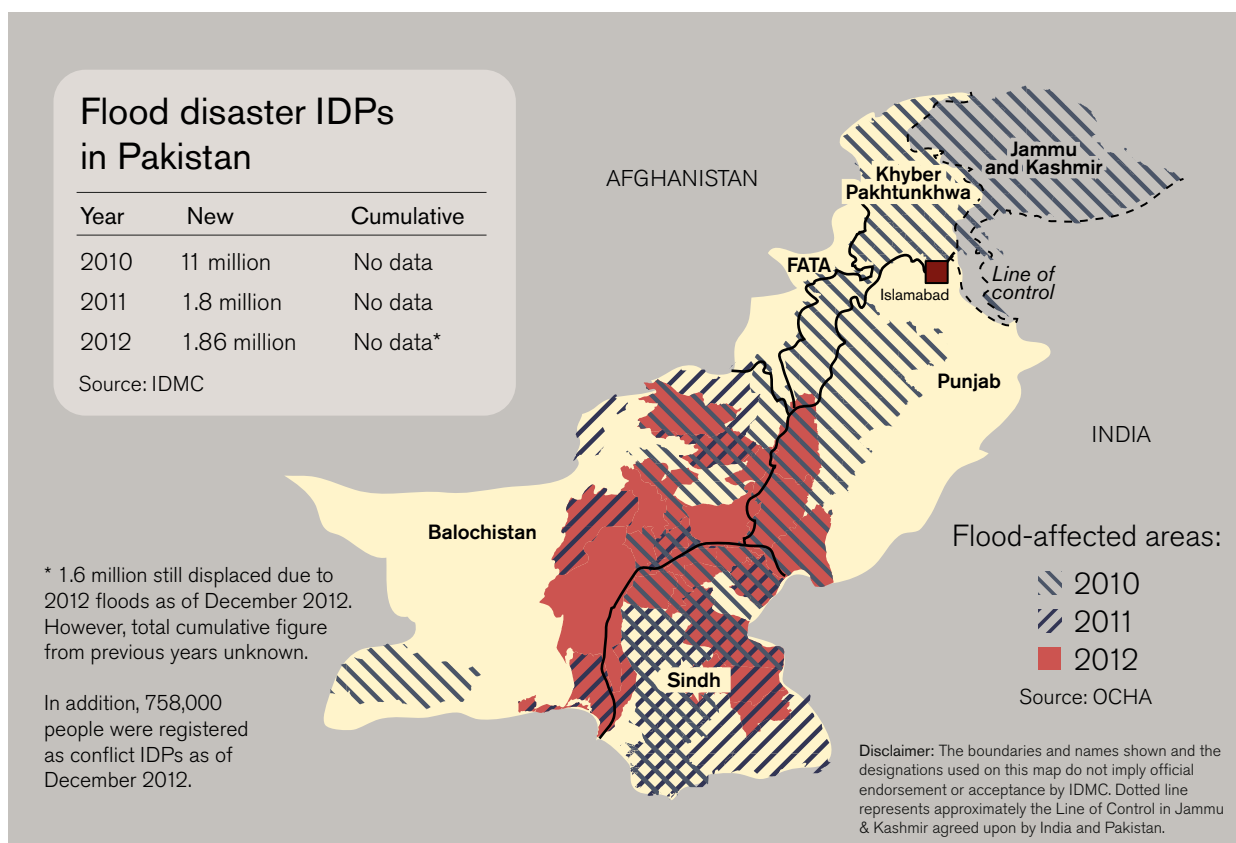 Flood disaster IDPs
in Pakistan
Year New Cumulative
2010 11 million No data
2011 1.8 million No data
2012 1.86 million No data*
Source: IDMC
AFGHANISTAN
Jammu
and Kashmir
Khyber
Pakhtunkhwa
FATA
Line of
control
Islamabad
Punjab
INDIA
Balochistan
Sindh
* 1.6 million still displaced due to
2012 floods as of December 2012.
However, total cumulative figure
from previous years unknown.
In addition, 758,000
people were registered
as conflict IDPs as of
December 2012.
Flood-affected areas:
2010
2011
2012
Source: OCHA
Disclaimer: The boundaries and names shown and the
designations used on this map do not imply official
endorsement or acceptance by IDMC. Dotted line
represents approximately the Line of Control in Jammu
& Kashmir agreed upon by India and Pakistan.